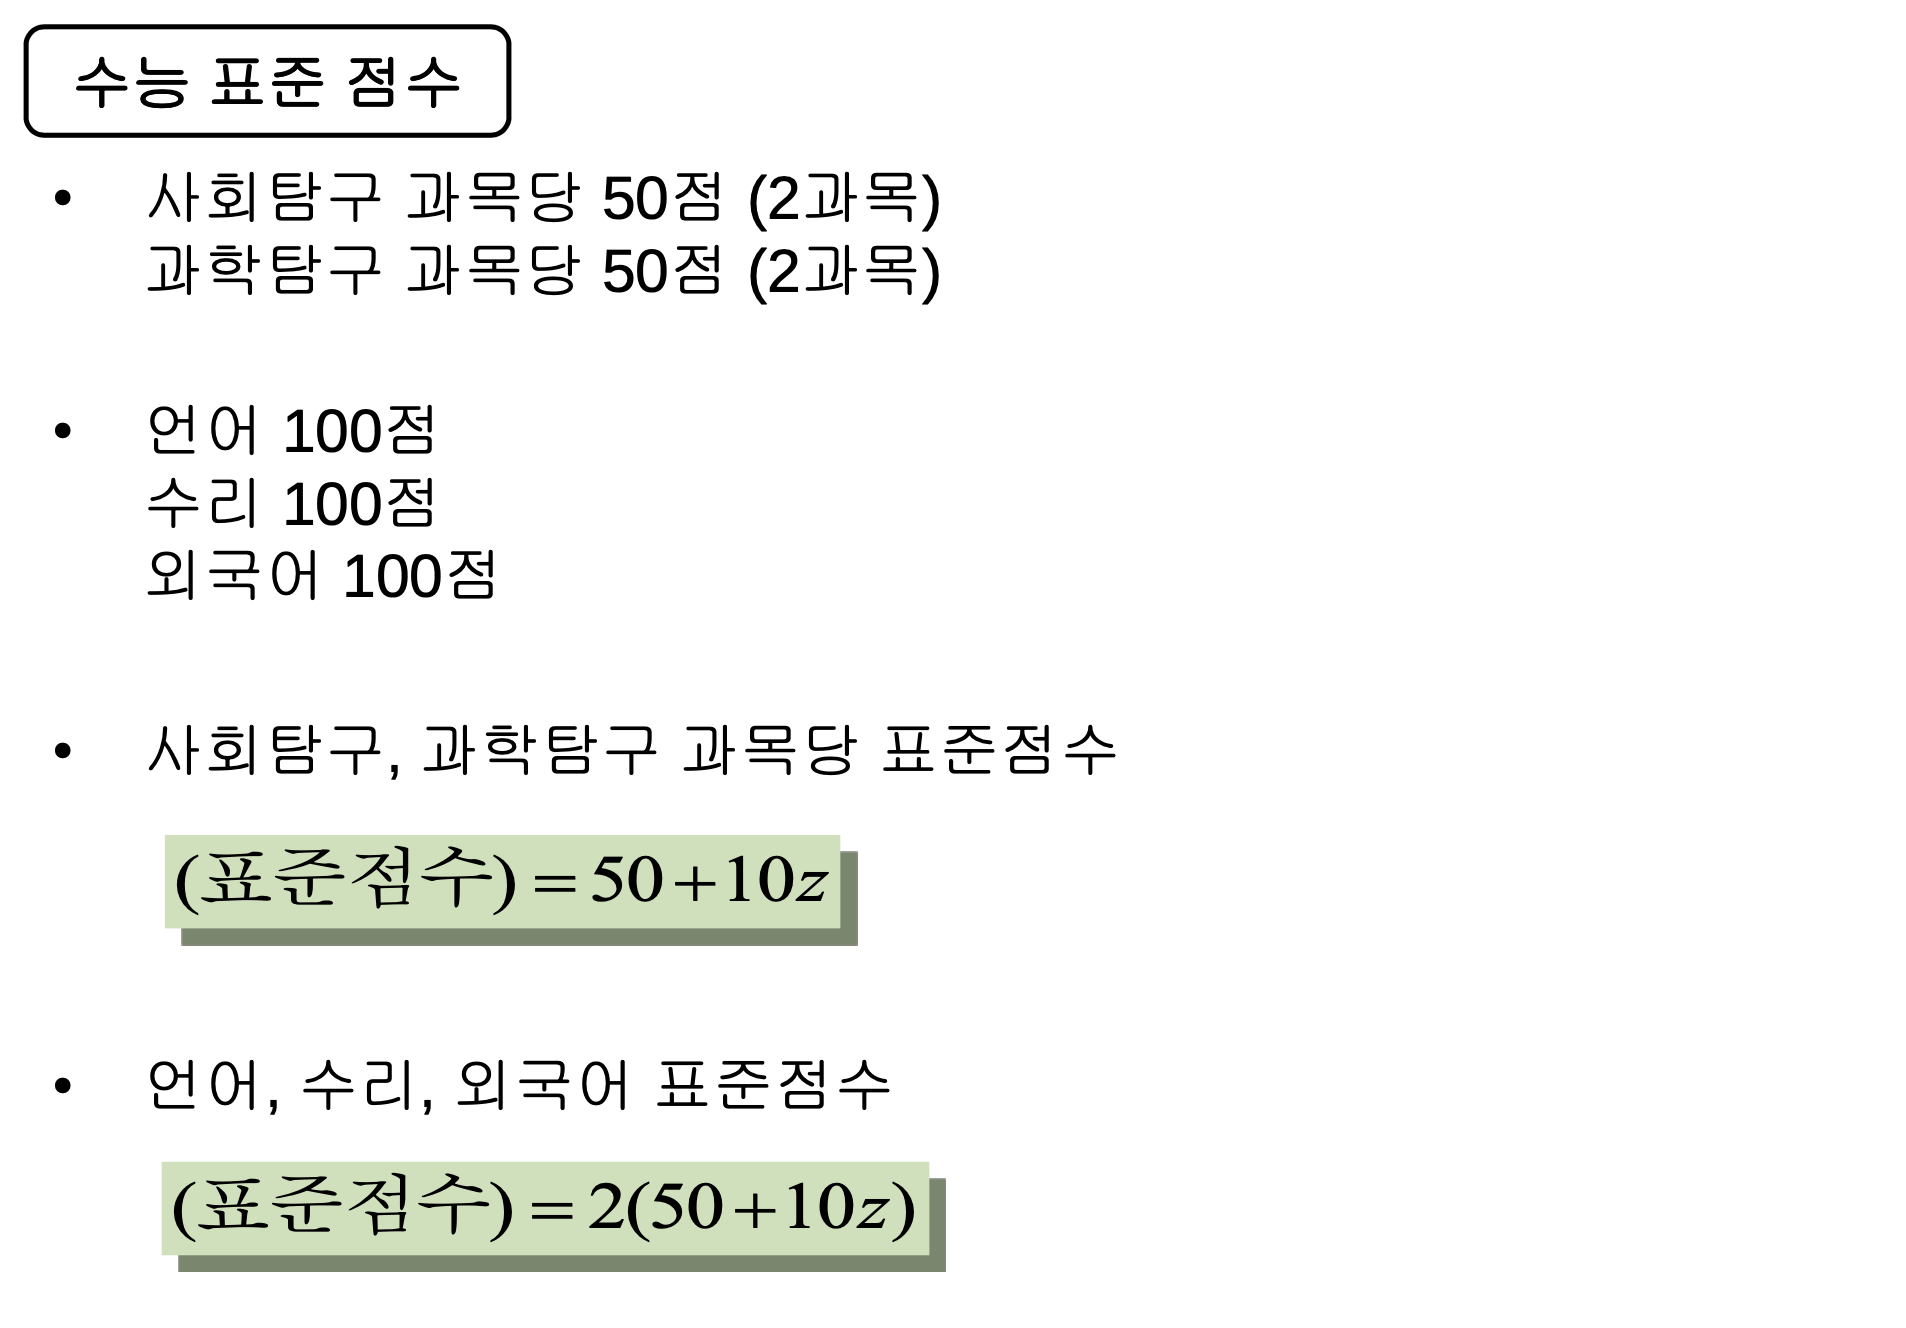 수능 표준 점수
• 사회탐구 과목당 50점 (2과목)
과학탐구 과목당 50점 (2과목)
• 언어 100점
수리 100점
외국어 100점
• 사회탐구, 과학탐구 과목당 표준점수
(표준점수) = 50+10z
• 언어, 수리, 외국어 표준점수
(표준점수) = 2(50+10z)